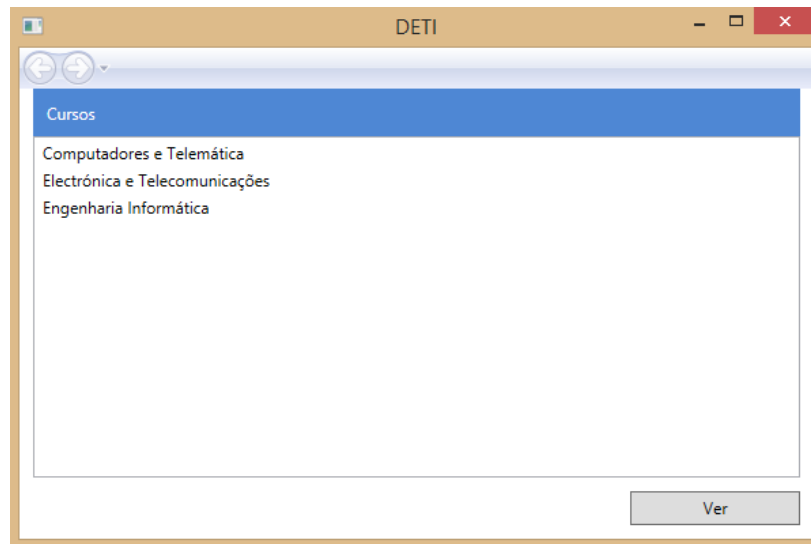 DETI
Cursos
Computadores e Telemática
Electrónica e Telecomunicações
Engenharia Informática
Ver